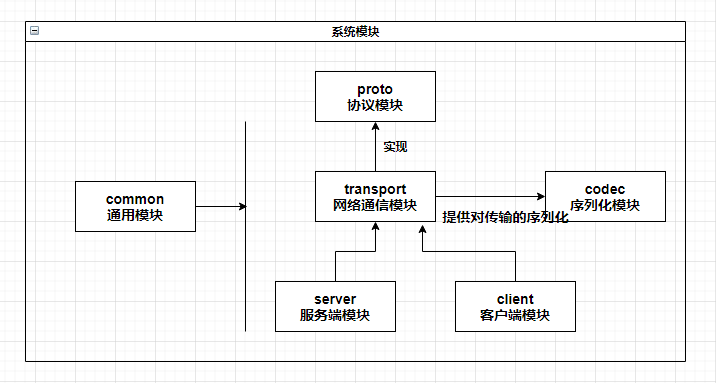 系统模块
proto
协议模块
实现
common
通用模块
transport
网络通信模块
提供对传输的序列化
codec
序列化模块
server
服务端模块
client
客户端模块